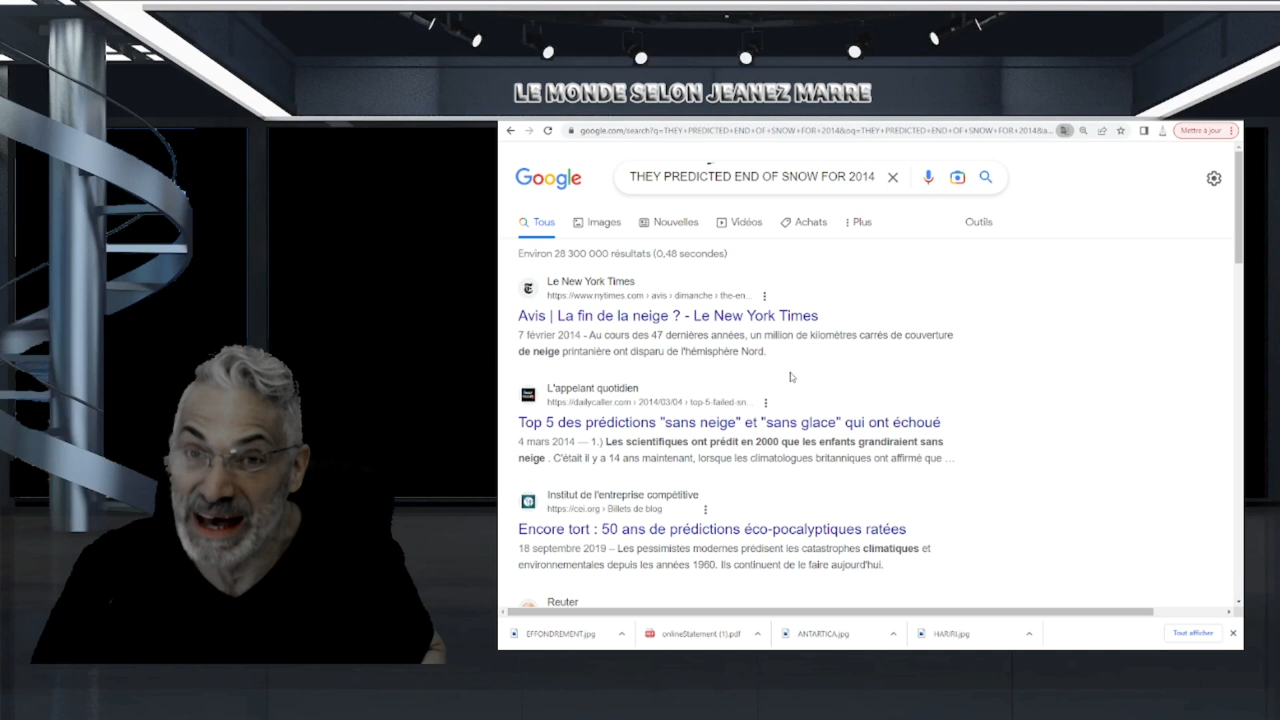 LE MONDE SELON JEANEZ MARRE
google.com/search?q=THEY+PREDICTED+END+OF+SNOW+FOR+2014&oq=THEY+PREDICTED+END+OF+SNOW+FOR+2014&a...
Mettre à jour
Google
THEY PREDICTED END OF SNOW FOR 2014
Tous
Images
Nouvelles
Vidéos
Achats
Plus
Outils
Environ 28 300 000 résultats (0,48 secondes)
Le New York Times
https://www.nytimes.com › avis › dimanche › the-en...
Avis | La fin de la neige ? - Le New York Times
7 février 2014 - Au cours des 47 dernières années, un million de kilomètres carrés de couverture
de neige printanière ont disparu de l'hémisphère Nord.
L'appelant quotidien
https://dailycaller.com › 2014/03/04 › top-5-failed-sn...
Top 5 des prédictions "sans neige" et "sans glace" qui ont échoué
4 mars 2014 — 1.) Les scientifiques ont prédit en 2000 que les enfants grandiraient sans
neige . C'était il y a 14 ans maintenant, lorsque les climatologues britanniques ont affirmé que ...
Institut de l'entreprise compétitive
https://cei.org › Billets de blog
Encore tort : 50 ans de prédictions éco-pocalyptiques ratées
18 septembre 2019 – Les pessimistes modernes prédisent les catastrophes climatiques et
environnementales depuis les années 1960. Ils continuent de le faire aujourd'hui.
Reuter
EFFONDREMENT.jpg
onlineStatement (1).pdf
ANTARTICA.jpg
HARIRI.jpg
Tout afficher